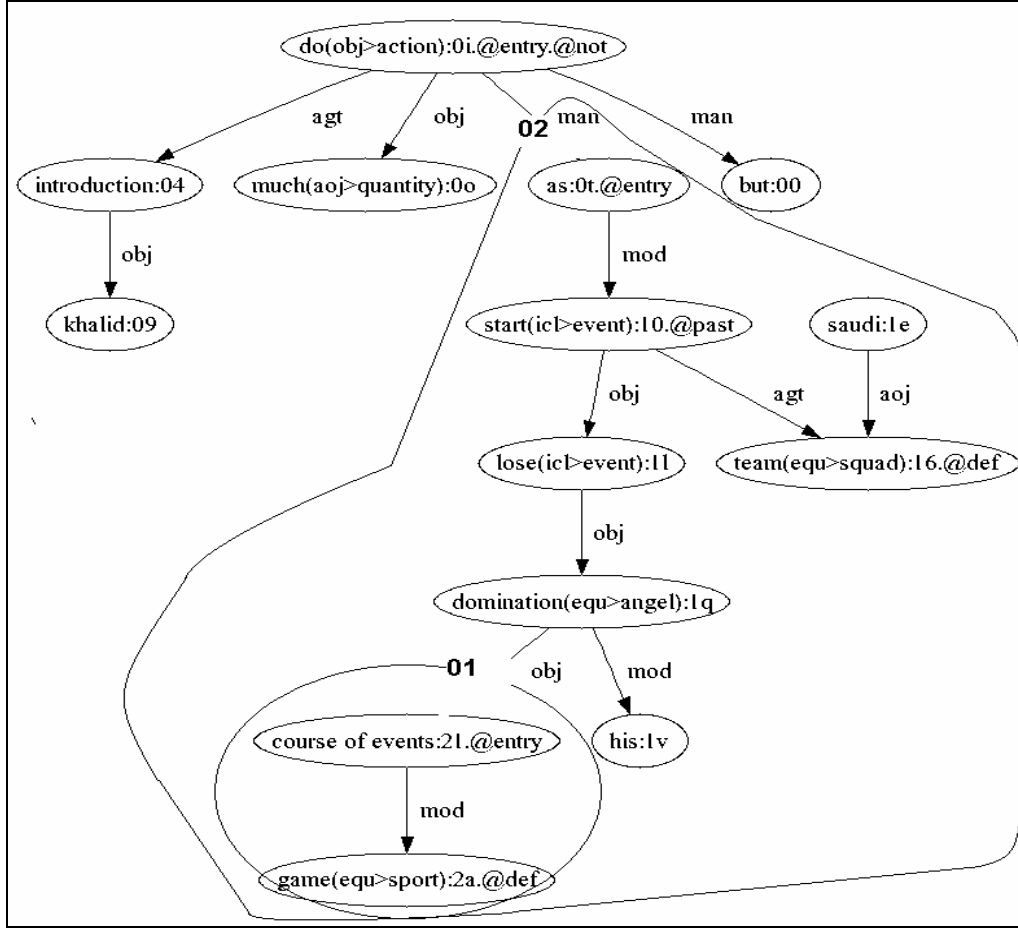 do(obj>action):0i.@entry.@not
agt
obj
02
man
man
introduction:04
much(aoj>quantity):0o
as:0t.@entry
but:00
obj
mod
khalid:09
start(icl>event):10.@past
saudi:1e
obj
agt
aoj
lose(icl>event):1l
team(equ>squad):16.@def
obj
domination(equ>angel):1q
01
obj
mod
course of events:21.@entry
his:1v
mod
game(equ>sport):2a.@def